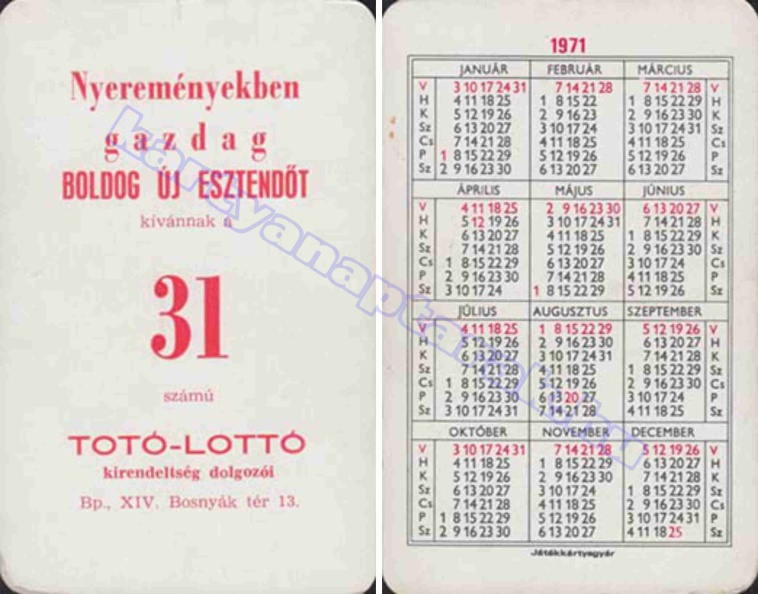 Nyereményekben
gazdag
BOLDOG ÚJ ESZTENDŐT
kívánnak a
31
számú
TOTÓ-LOTTÓ
kirendeltség dolgozói
Bp., XIV. Bosnyák tér 13.
1971
JANUÁR FEBRUÁR MÁRCIUS
V 3 10 17 24 31 7 14 21 28 7 14 21 28 V
H 4 11 18 25 1 8 15 22 1 8 15 22 29 H
K 5 12 19 26 2 9 16 23 2 9 16 23 30 K
Sz 6 13 20 27 3 10 17 24 3 10 17 24 31 Sz
Cs 7 14 21 28 4 11 18 25 4 11 18 25 Cs
P 1 8 15 22 29 5 12 19 26 5 12 19 26 P
Sz 2 9 16 23 30 6 13 20 27 6 13 20 27 Sz
ÁPRILIS MÁJUS JÚNIUS
V 4 11 18 25 2 9 16 23 30 6 13 20 27 V
H 5 12 19 26 3 10 17 24 31 7 14 21 28 H
K 6 13 20 27 4 11 18 25 1 8 15 22 29 K
Sz 7 14 21 28 5 12 19 26 2 9 16 23 30 Sz
Cs 1 8 15 22 29 6 13 20 27 3 10 17 24 Cs
P 2 9 16 23 30 7 14 21 28 4 11 18 25 P
Sz 3 10 17 24 1 8 15 22 29 5 12 19 26 Sz
JÚLIUS AUGUSZTUS SZEPTEMBER
V 4 11 18 25 1 8 15 22 29 5 12 19 26 V
H 5 12 19 26 2 9 16 23 30 6 13 20 27 H
K 6 13 20 27 3 10 17 24 31 7 14 21 28 K
Sz 7 14 21 28 4 11 18 25 1 8 15 22 29 Sz
Cs 1 8 15 22 29 5 12 19 26 2 9 16 23 30 Cs
P 2 9 16 23 30 6 13 20 27 3 10 17 24 P
Sz 3 10 17 24 31 7 14 21 28 4 11 18 25 Sz
OKTÓBER NOVEMBER DECEMBER
V 3 10 17 24 31 7 14 21 28 5 12 19 26 V
H 4 11 18 25 1 8 15 22 29 6 13 20 27 H
K 5 12 19 26 2 9 16 23 30 7 14 21 28 K
Sz 6 13 20 27 3 10 17 24 1 8 15 22 29 Sz
Cs 7 14 21 28 4 11 18 25 2 9 16 23 30 Cs
P 1 8 15 22 29 5 12 19 26 3 10 17 24 31 P
Sz 2 9 16 23 30 6 13 20 27 4 11 18 25 Sz
Játékkártyagyár